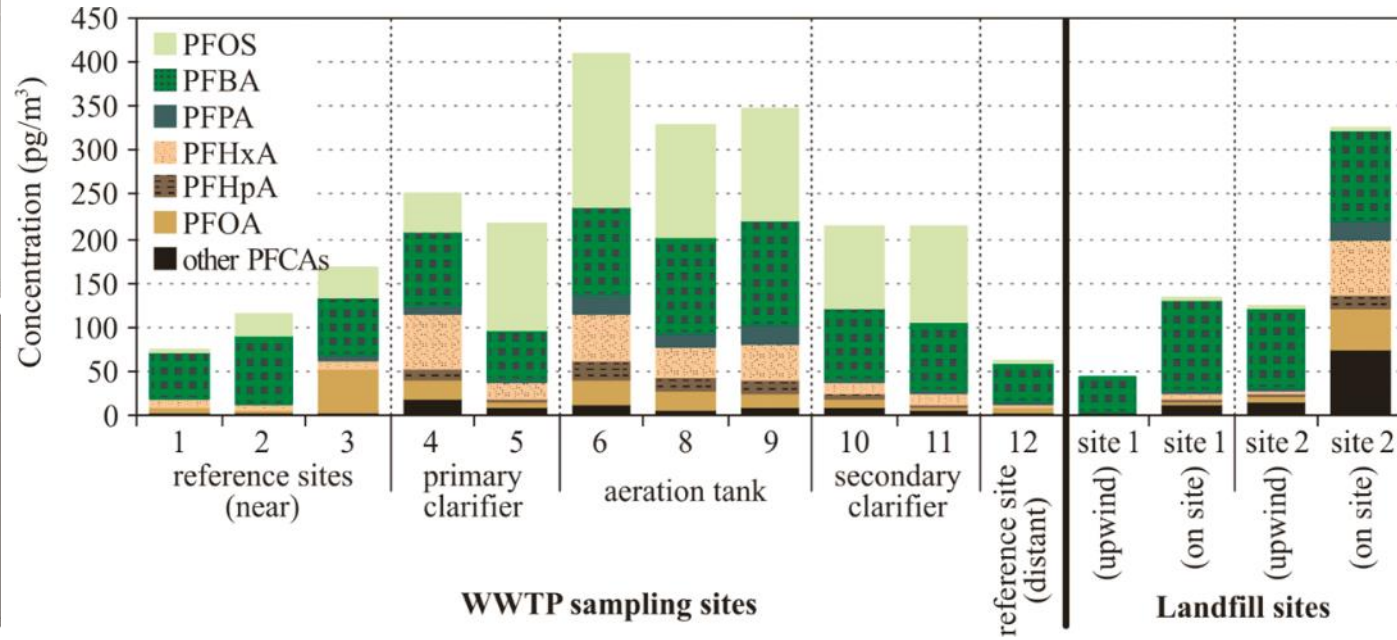 Concentration (pg/m³)
450
400
350
300
250
200
150
100
50
0
PFOS
PFBA
PFPA
PFHxA
PFHpA
PFOA
other PFCAs
1 2 3 4 5 6 8 9 10 11 12 site 1 site 1 site 2 site 2
reference sites
(near)
primary
clarifier
aeration tank
secondary
clarifier
reference site
(distant)
(upwind)
(on site)
(upwind)
(on site)
WWTP sampling sites
Landfill sites